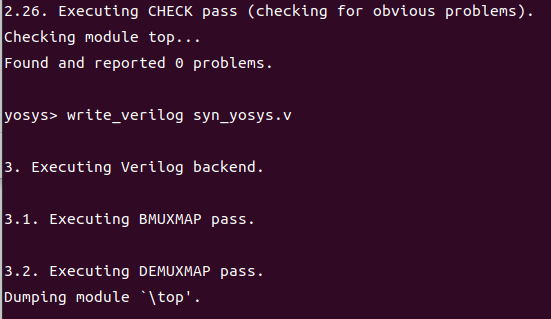 2.26. Executing CHECK pass (checking for obvious problems).
Checking module top...
Found and reported 0 problems.
yosys> write_verilog syn_yosys.v
3. Executing Verilog backend.
3.1. Executing BMUXMAP pass.
3.2. Executing DEMUXMAP pass.
Dumping module `\top'.